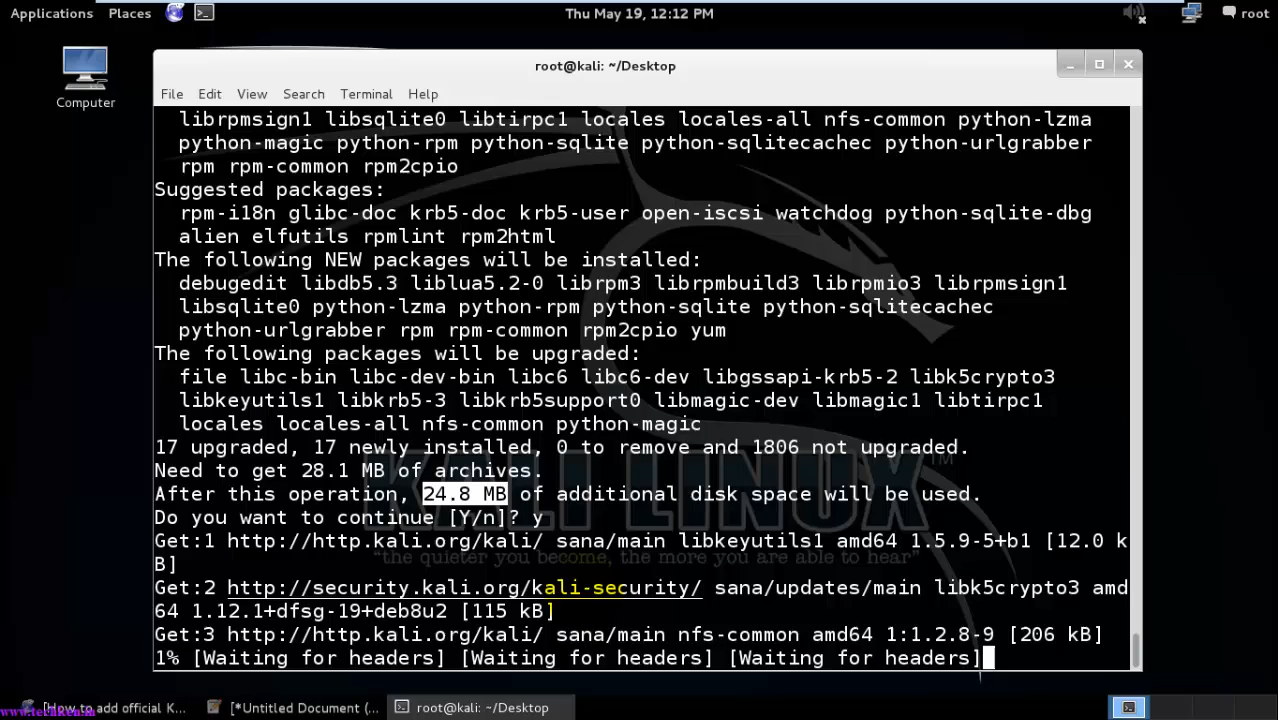 Applications Places Thu May 19, 12:12 PM root
Computer
root@kali: ~/Desktop
File Edit View Search Terminal Help
librpmsign1 libsqlite0 libtirpc1 locales locales-all nfs-common python-lzma
python-magic python-rpm python-sqlite python-sqlitecachec python-urlgrabber
rpm rpm-common rpm2cpio
Suggested packages:
rpm-i18n glibc-doc krb5-doc krb5-user open-iscsi watchdog python-sqlite-dbg
alien elfutils rpmlint rpm2html
The following NEW packages will be installed:
debugedit libdb5.3 liblua5.2-0 librpm3 librpmbuild3 librpmio3 librpmsign1
libsqlite0 python-lzma python-rpm python-sqlite python-sqlitecachec
python-urlgrabber rpm rpm-common rpm2cpio yum
The following packages will be upgraded:
file libc-bin libc-dev-bin libc6 libc6-dev libgssapi-krb5-2 libk5crypto3
libkeyutils1 libkrb5-3 libkrb5support0 libmagic-dev libmagic1 libtirpc1
locales locales-all nfs-common python-magic
17 upgraded, 17 newly installed, 0 to remove and 1806 not upgraded.
Need to get 28.1 MB of archives.
After this operation, 24.8 MB of additional disk space will be used.
Do you want to continue [Y/n]? y
KALI LINUX™
Get:1 http://http.kali.org/kali/ sana/main libkeyutils1 amd64 1.5.9-5+b1 [12.0 k
B]
"the quieter you become, the more you are able to hear"
Get:2 http://security.kali.org/kali-security/ sana/updates/main libk5crypto3 amd
64 1.12.1+dfsg-19+deb8u2 [115 kB]
Get:3 http://http.kali.org/kali/ sana/main nfs-common amd64 1:1.2.8-9 [206 kB]
1% [Waiting for headers] [Waiting for headers] [Waiting for headers]
[How to add official K... [*Untitled Document (... root@kali: ~/Desktop
www.techken.in